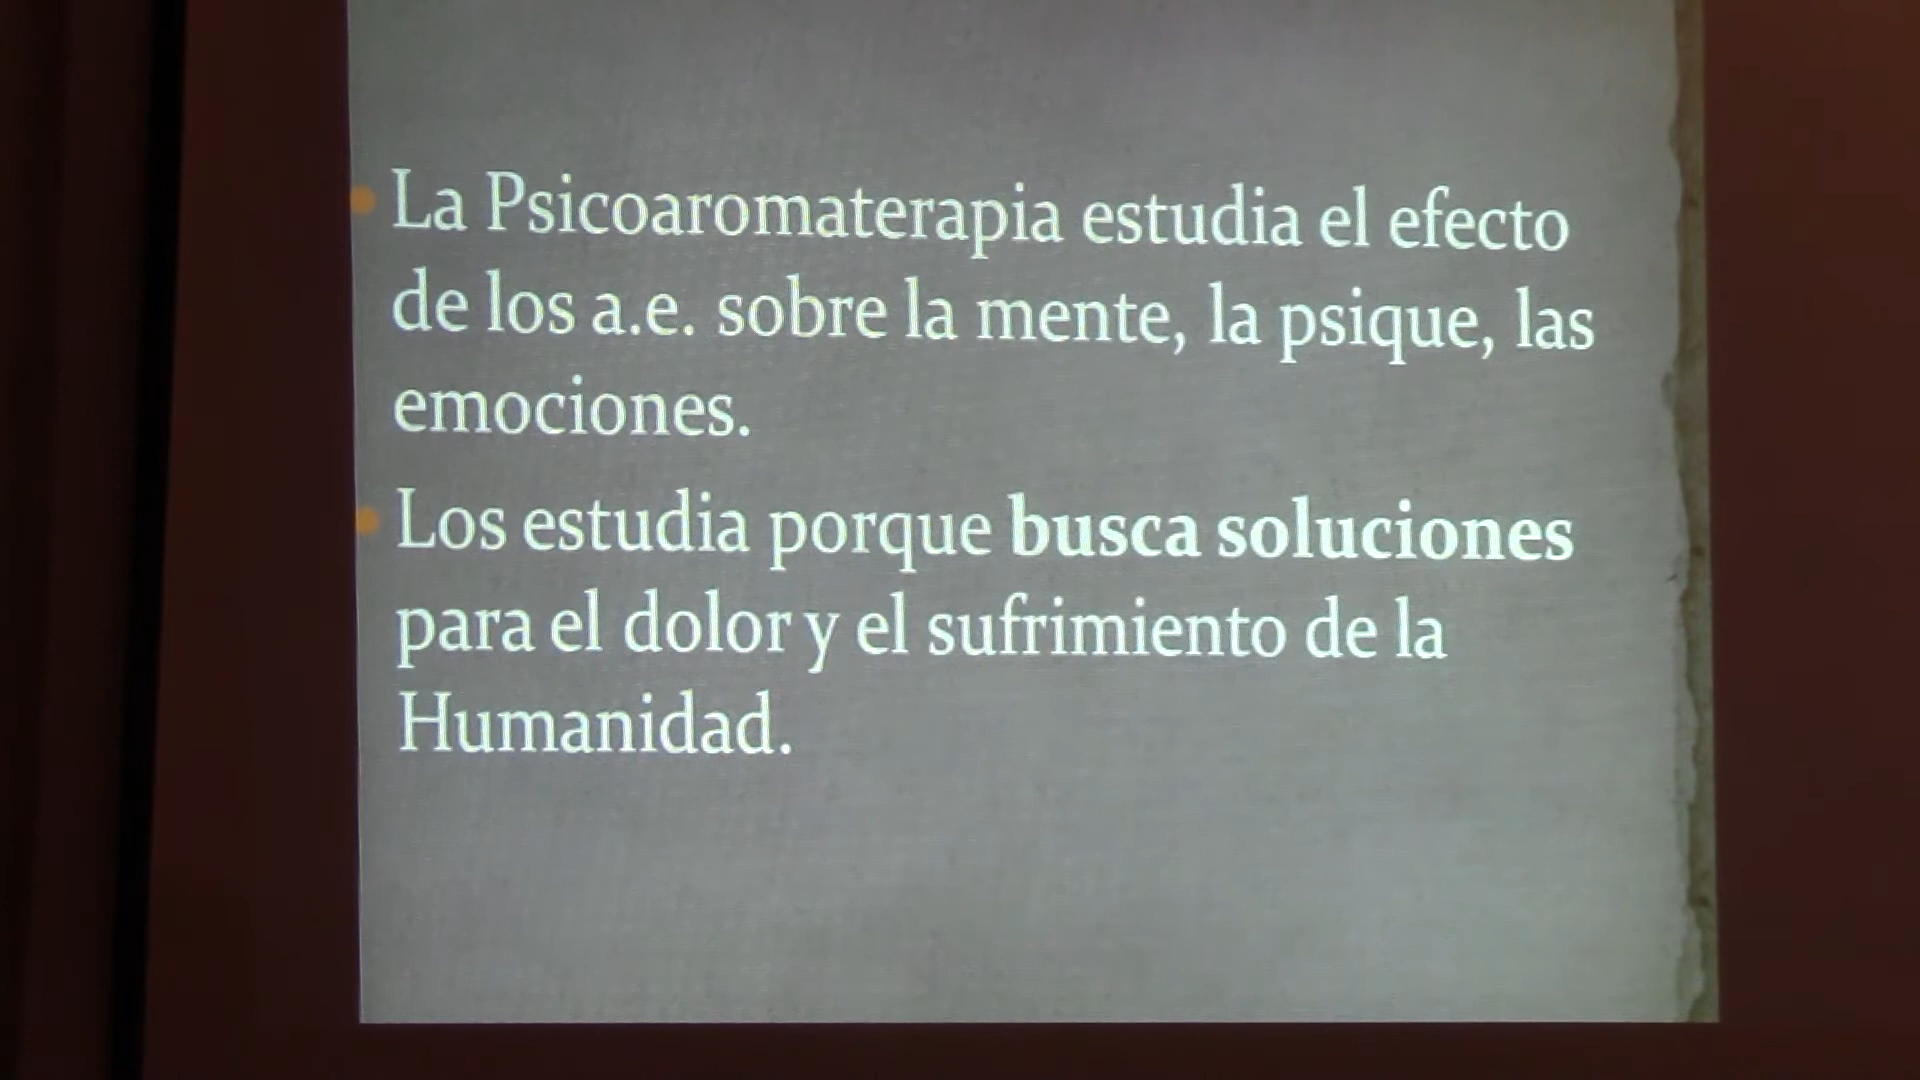 La Psicoaromaterapia estudia el efecto
de los a.e. sobre la mente, la psique, las
emociones.
Los estudia porque busca soluciones
para el dolor y el sufrimiento de la
Humanidad.